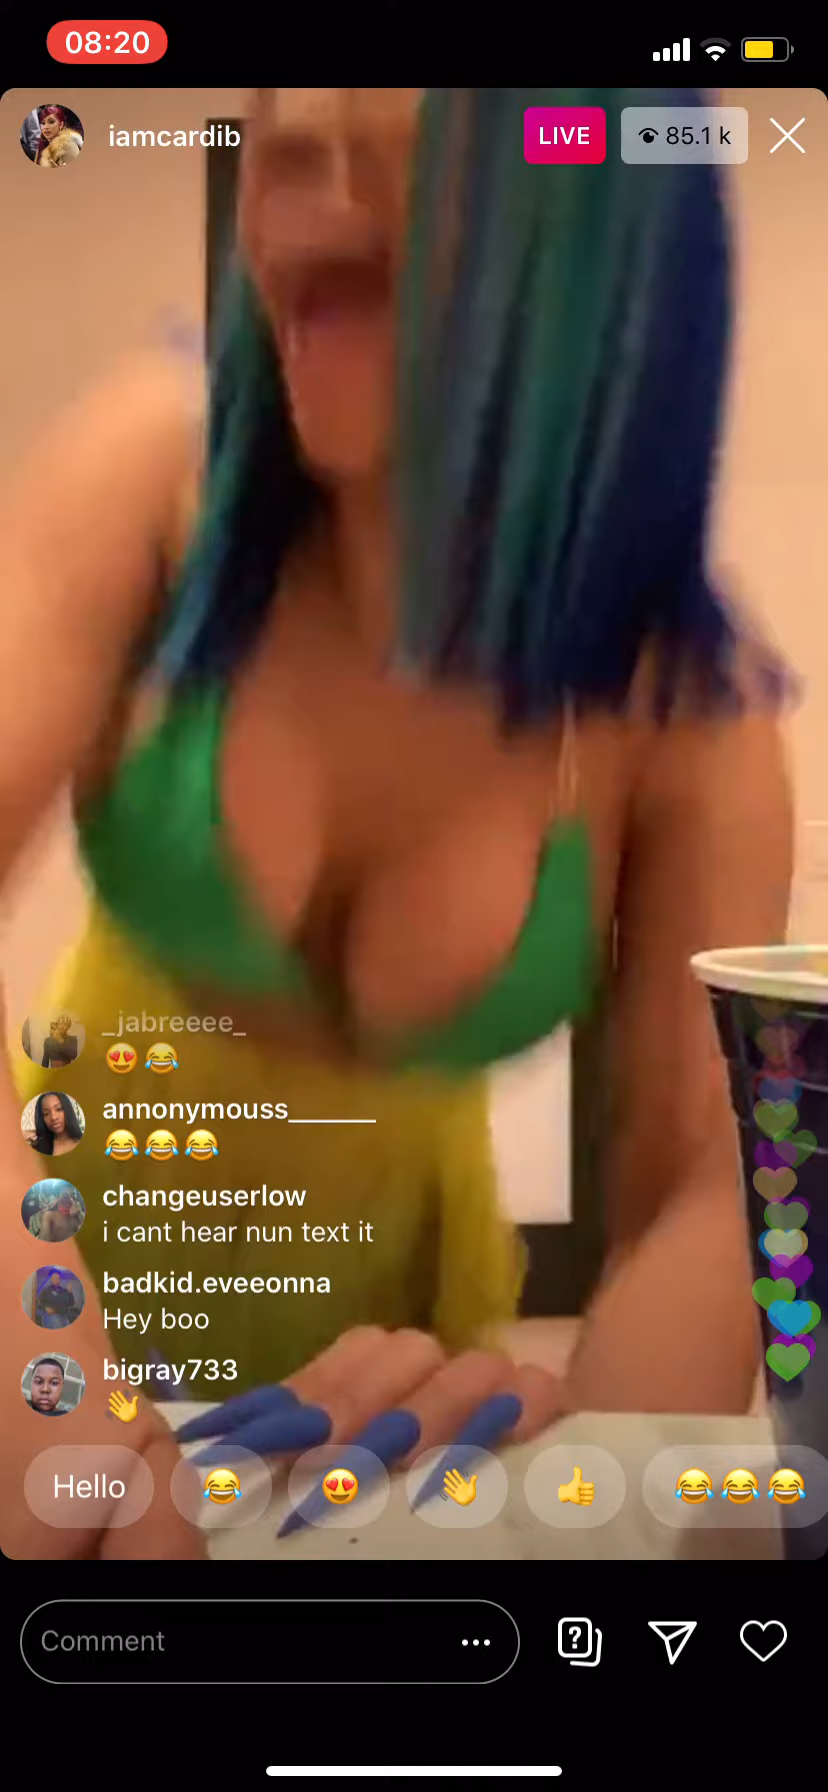 08:20
iamcardib
LIVE
85.1 k
_jabreeee_
😍😂
annonymouss______
😂😂😂
changeuserlow
i cant hear nun text it
badkid.eveeonna
Hey boo
bigray733
👋
Hello 😂 😍 👋 👍 😂😂😂
Comment